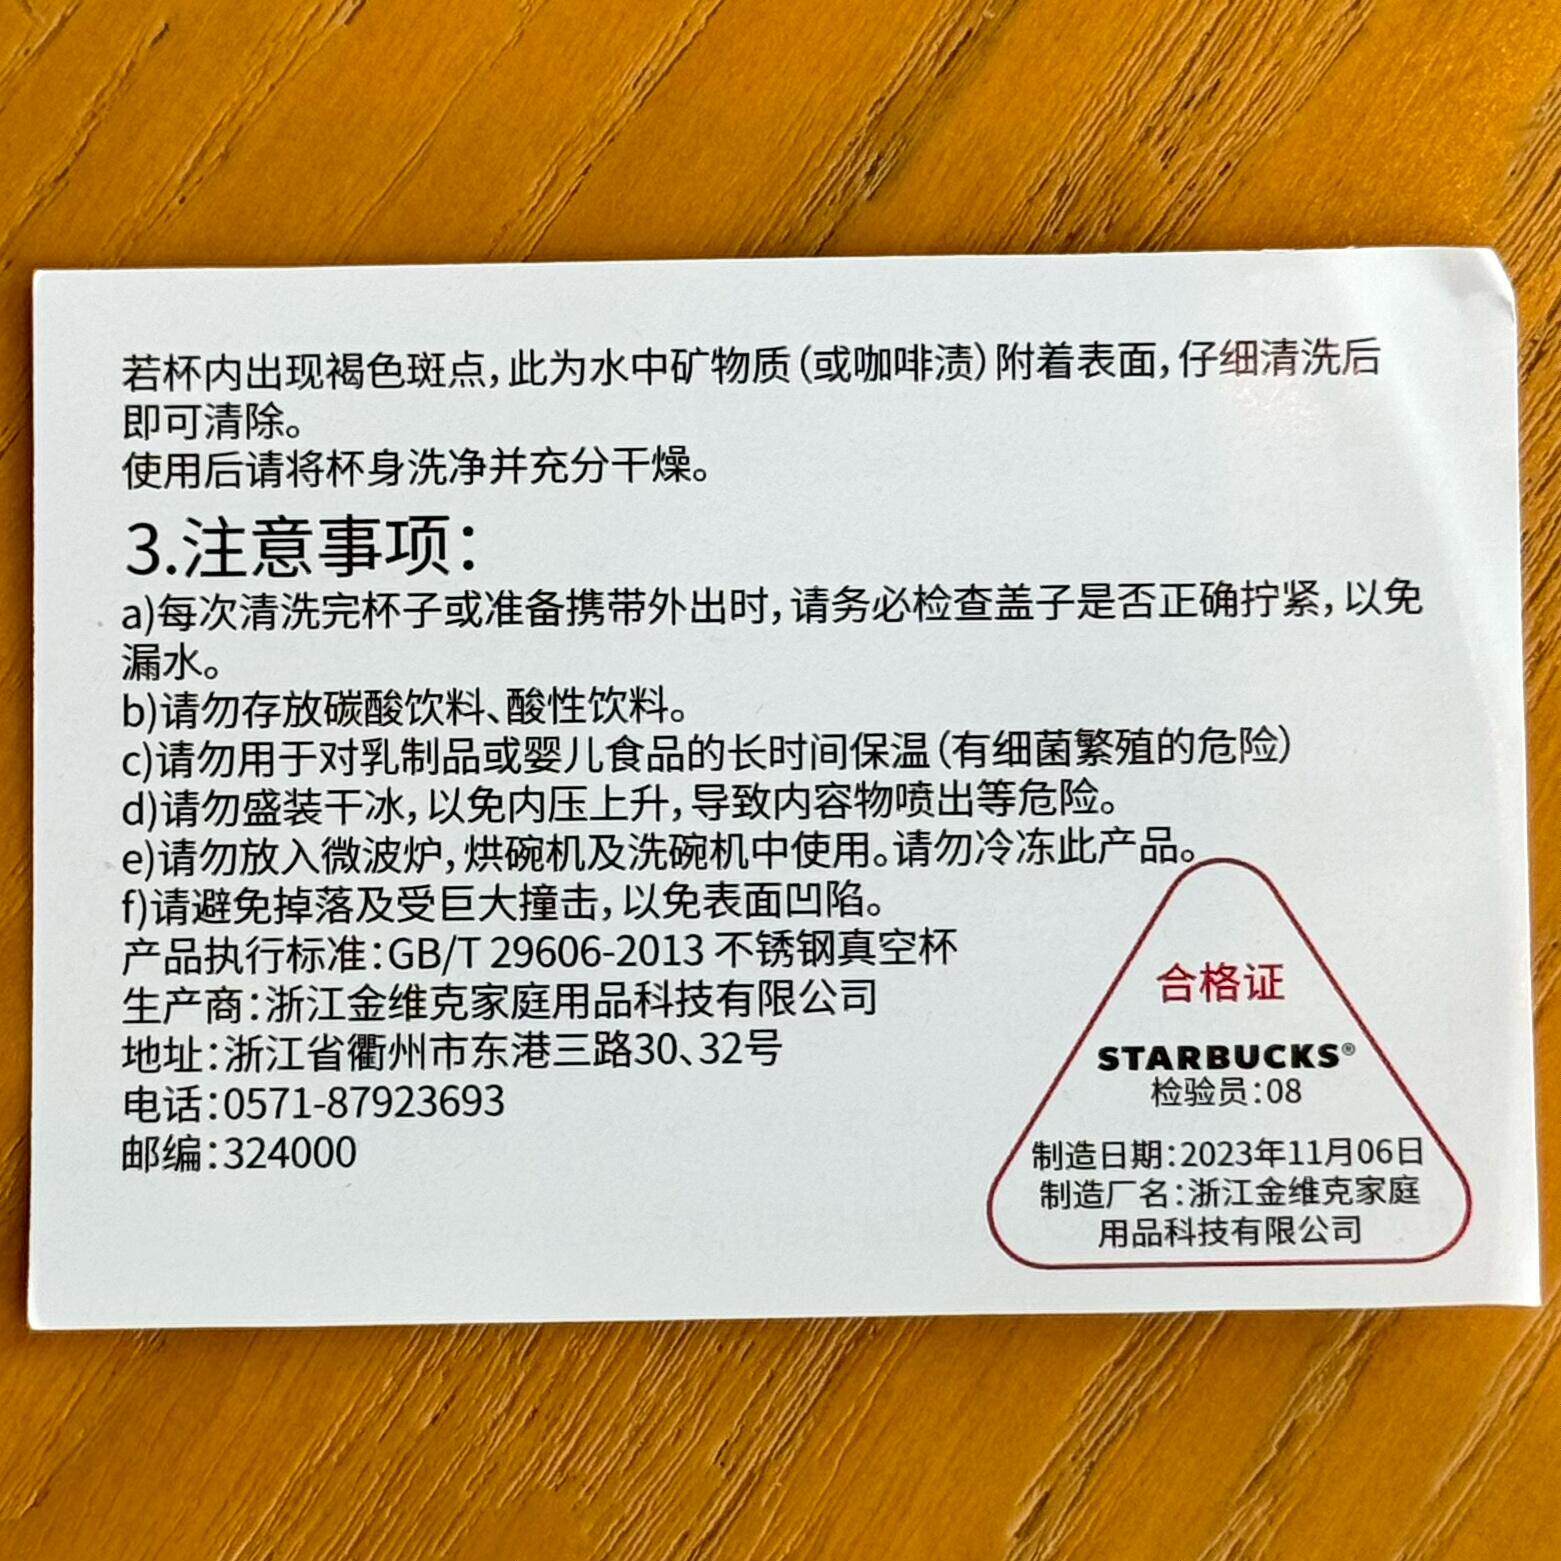 若杯内出现褐色斑点，此为水中矿物质（或咖啡渍）附着表面，仔细清洗后
即可清除。
使用后请将杯身洗净并充分干燥。
3.注意事项：
a)每次清洗完杯子或准备携带外出时，请务必检查盖子是否正确拧紧，以免
漏水。
b)请勿存放碳酸饮料、酸性饮料。
c)请勿用于对乳制品或婴儿食品的长时间保温（有细菌繁殖的危险）
d)请勿盛装干冰，以免内压上升，导致内容物喷出等危险。
e)请勿放入微波炉，烘碗机及洗碗机中使用。请勿冷冻此产品。
f)请避免掉落及受巨大撞击，以免表面凹陷。
产品执行标准：GB/T 29606-2013 不锈钢真空杯
生产商：浙江金维克家庭用品科技有限公司
地址：浙江省衢州市东港三路30、32号
电话：0571-87923693
邮编：324000
合格证
STARBUCKS®
检验员：08
制造日期：2023年11月06日
制造厂名：浙江金维克家庭
用品科技有限公司